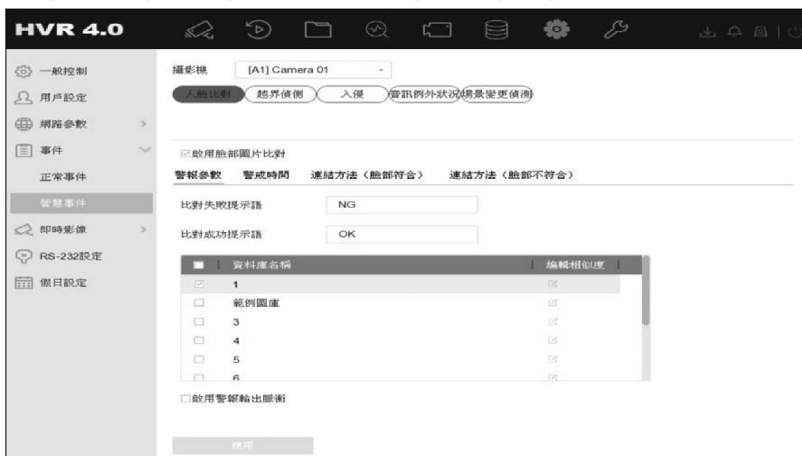 HVR 4.0
一般控制
用戶設定
網路參數
事件
正常事件
智慧事件
即時影像
RS-232設定
假日設定
攝影機 [A1] Camera 01
人臉比對 越界偵測 入侵 音訊例外狀況 場景變更偵測
啟用臉部圖片比對
警報參數 警戒時間 連結方法（臉部符合） 連結方法（臉部不符合）
比對失敗提示語 NG
比對成功提示語 OK
資料庫名稱 編輯相似度
1
範例圖庫
3
4
5
6
啟用警報輸出脈衝
應用